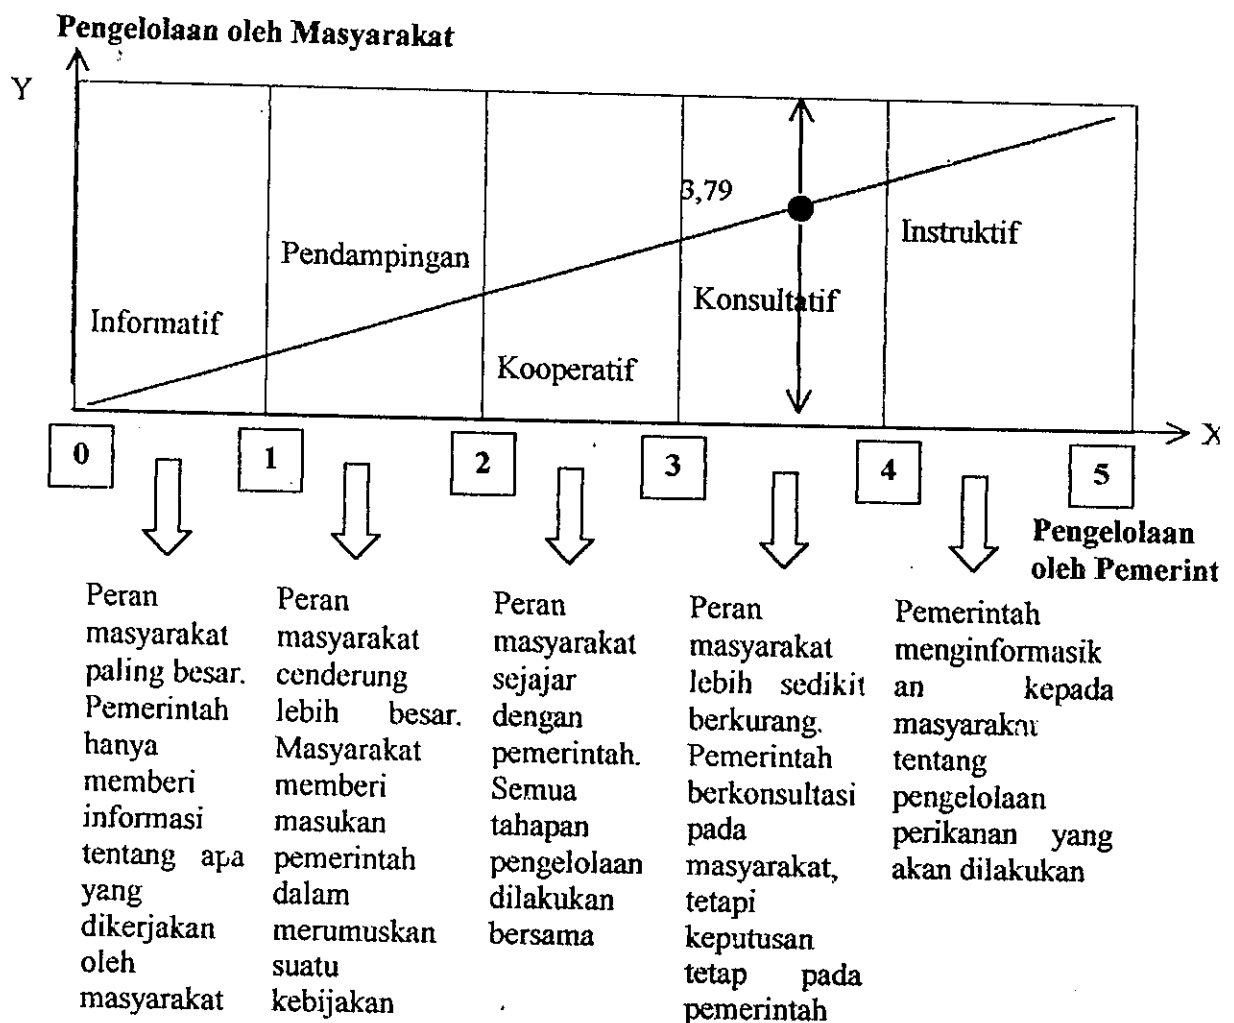 Pengelolaan oleh Masyarakat
Y
3,79
Instruktif
Pendampingan
Konsultatif
Informatif
Kooperatif
X
0
1
2
3
4
5
Pengelolaan
oleh Pemerint
Peran
masyarakat
paling besar.
Pemerintah
hanya
memberi
informasi
tentang apa
yang
dikerjakan
oleh
masyarakat
Peran
masyarakat
cenderung
lebih besar.
Masyarakat
memberi
masukan
pemerintah
dalam
merumuskan
suatu
kebijakan
Peran
masyarakat
sejajar
dengan
pemerintah.
Semua
tahapan
pengelolaan
dilakukan
bersama
Peran
masyarakat
lebih sedikit
berkurang.
Pemerintah
berkonsultasi
pada
masyarakat,
tetapi
keputusan
tetap pada
pemerintah
Pemerintah
menginformasik
an kepada
masyarakat
tentang
pengelolaan
perikanan yang
akan dilakukan